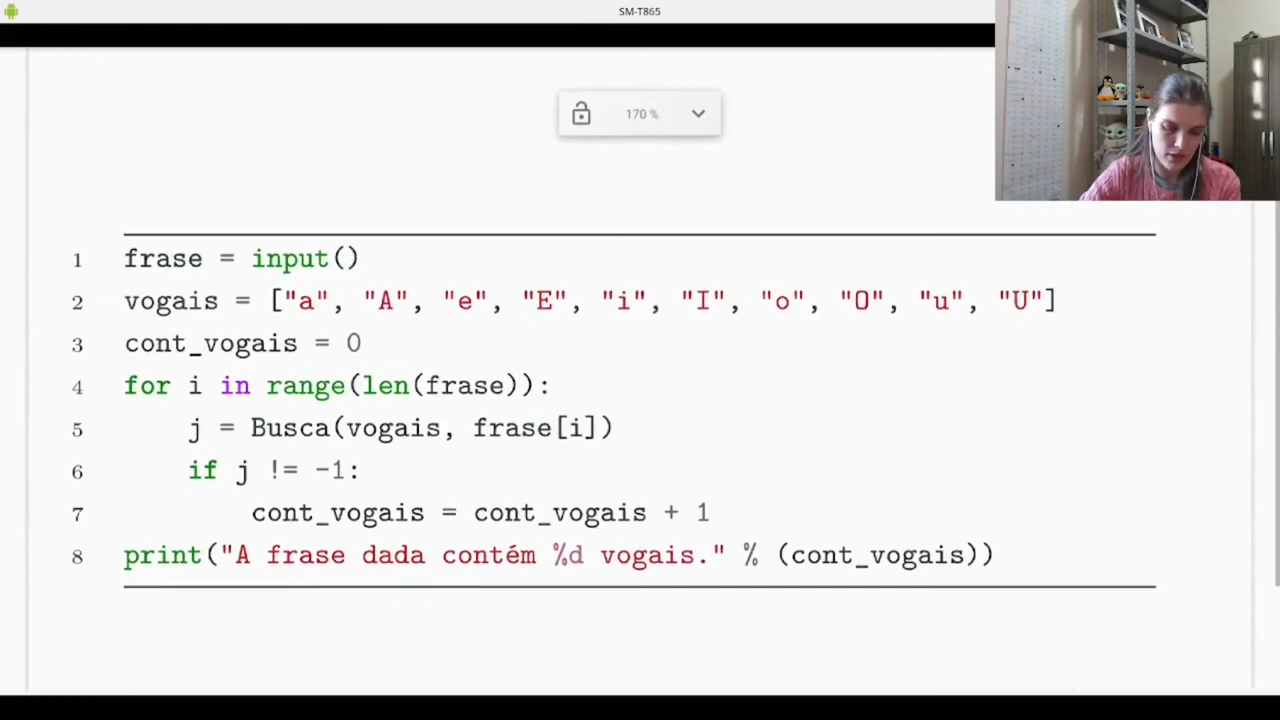 SM-T865
170 %
1 frase = input()
2 vogais = ["a", "A", "e", "E", "i", "I", "o", "O", "u", "U"]
3 cont_vogais = 0
4 for i in range(len(frase)):
5     j = Busca(vogais, frase[i])
6     if j != -1:
7         cont_vogais = cont_vogais + 1
8 print("A frase dada contém %d vogais." % (cont_vogais))